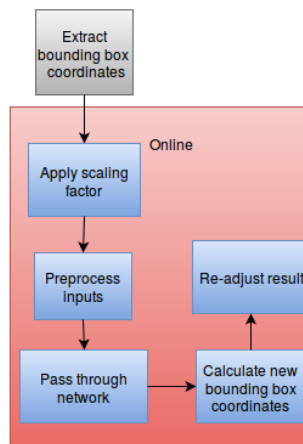 Extract
bounding box
coordinates
Online
Apply scaling
factor
Preprocess
inputs
Re-adjust result
Pass through
network
Calculate new
bounding box
coordinates